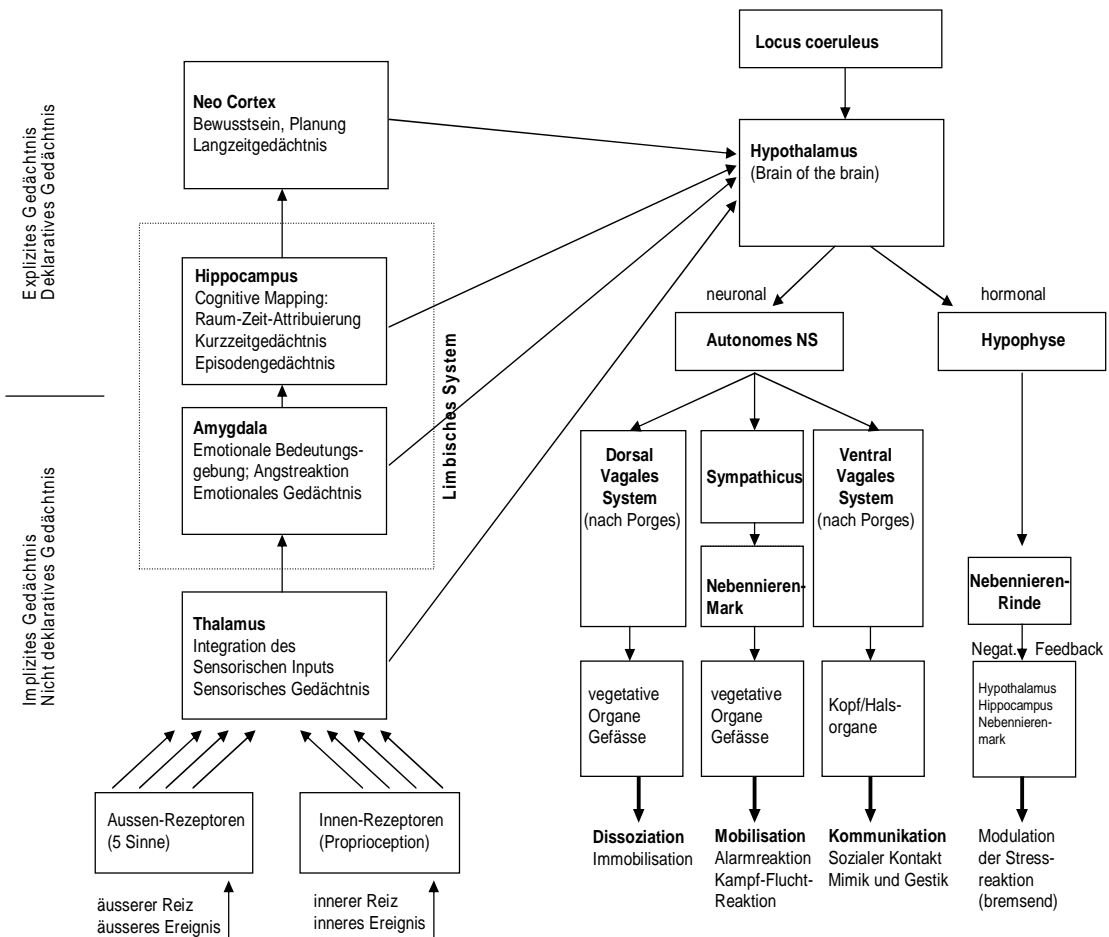 Locus coeruleus
Neo Cortex
Bewusstsein, Planung
Langzeitgedächtnis
Hypothalamus
(Brain of the brain)
Explizites Gedächtnis
Deklaratives Gedächtnis
Hippocampus
Cognitive Mapping:
Raum-Zeit-Attribuierung
Kurzzeitgedächtnis
Episodengedächtnis
Limbisches System
Amygdala
Emotionale Bedeutungs-
gebung; Angstreaktion
Emotionales Gedächtnis
Implizites Gedächtnis
Nicht deklaratives Gedächtnis
Thalamus
Integration des
Sensorischen Inputs
Sensorisches Gedächtnis
Aussen-Rezeptoren
(5 Sinne)
Innen-Rezeptoren
(Proprioception)
äusserer Reiz
äusseres Ereignis
innerer Reiz
inneres Ereignis
neuronal
hormonal
Autonomes NS
Hypophyse
Dorsal
Vagales
System
(nach Porges)
Sympathicus
Nebennieren-
Mark
Ventral
Vagales
System
(nach Porges)
Nebennieren-
Rinde
Negat. Feedback
vegetative
Organe
Gefässe
vegetative
Organe
Gefässe
Kopf/Hals-
organe
Hypothalamus
Hippocampus
Nebennieren-
mark
Dissoziation
Immobilisation
Mobilisation
Alarmreaktion
Kampf-Flucht-
Reaktion
Kommunikation
Sozialer Kontakt
Mimik und Gestik
Modulation
der Stress-
reaktion
(bremsend)